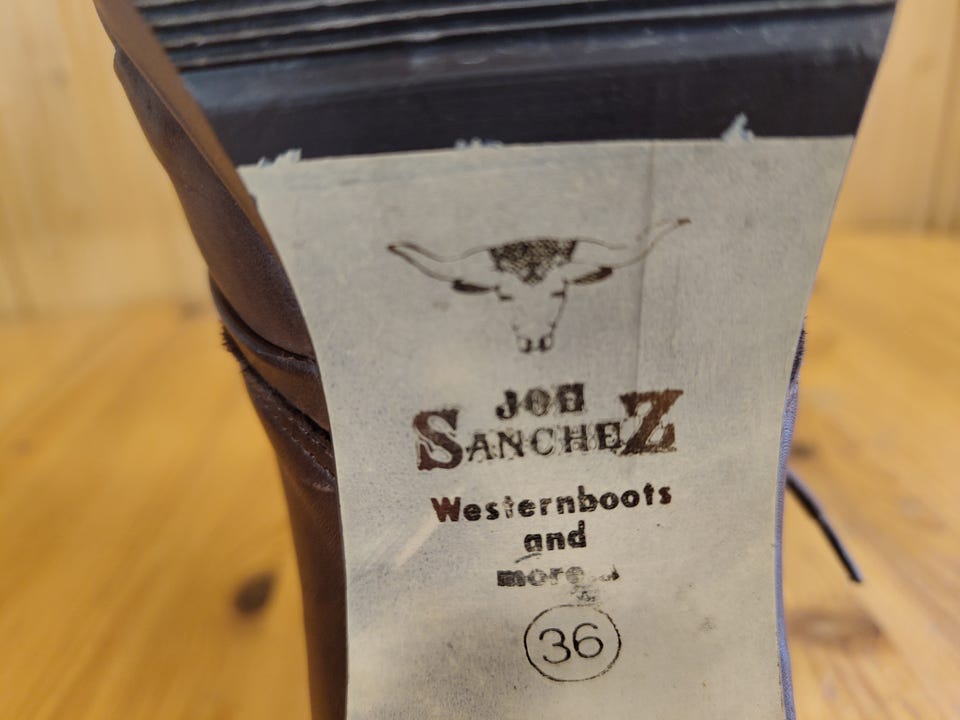 JOE
SANCHEZ
Westernboots
and
more...
36